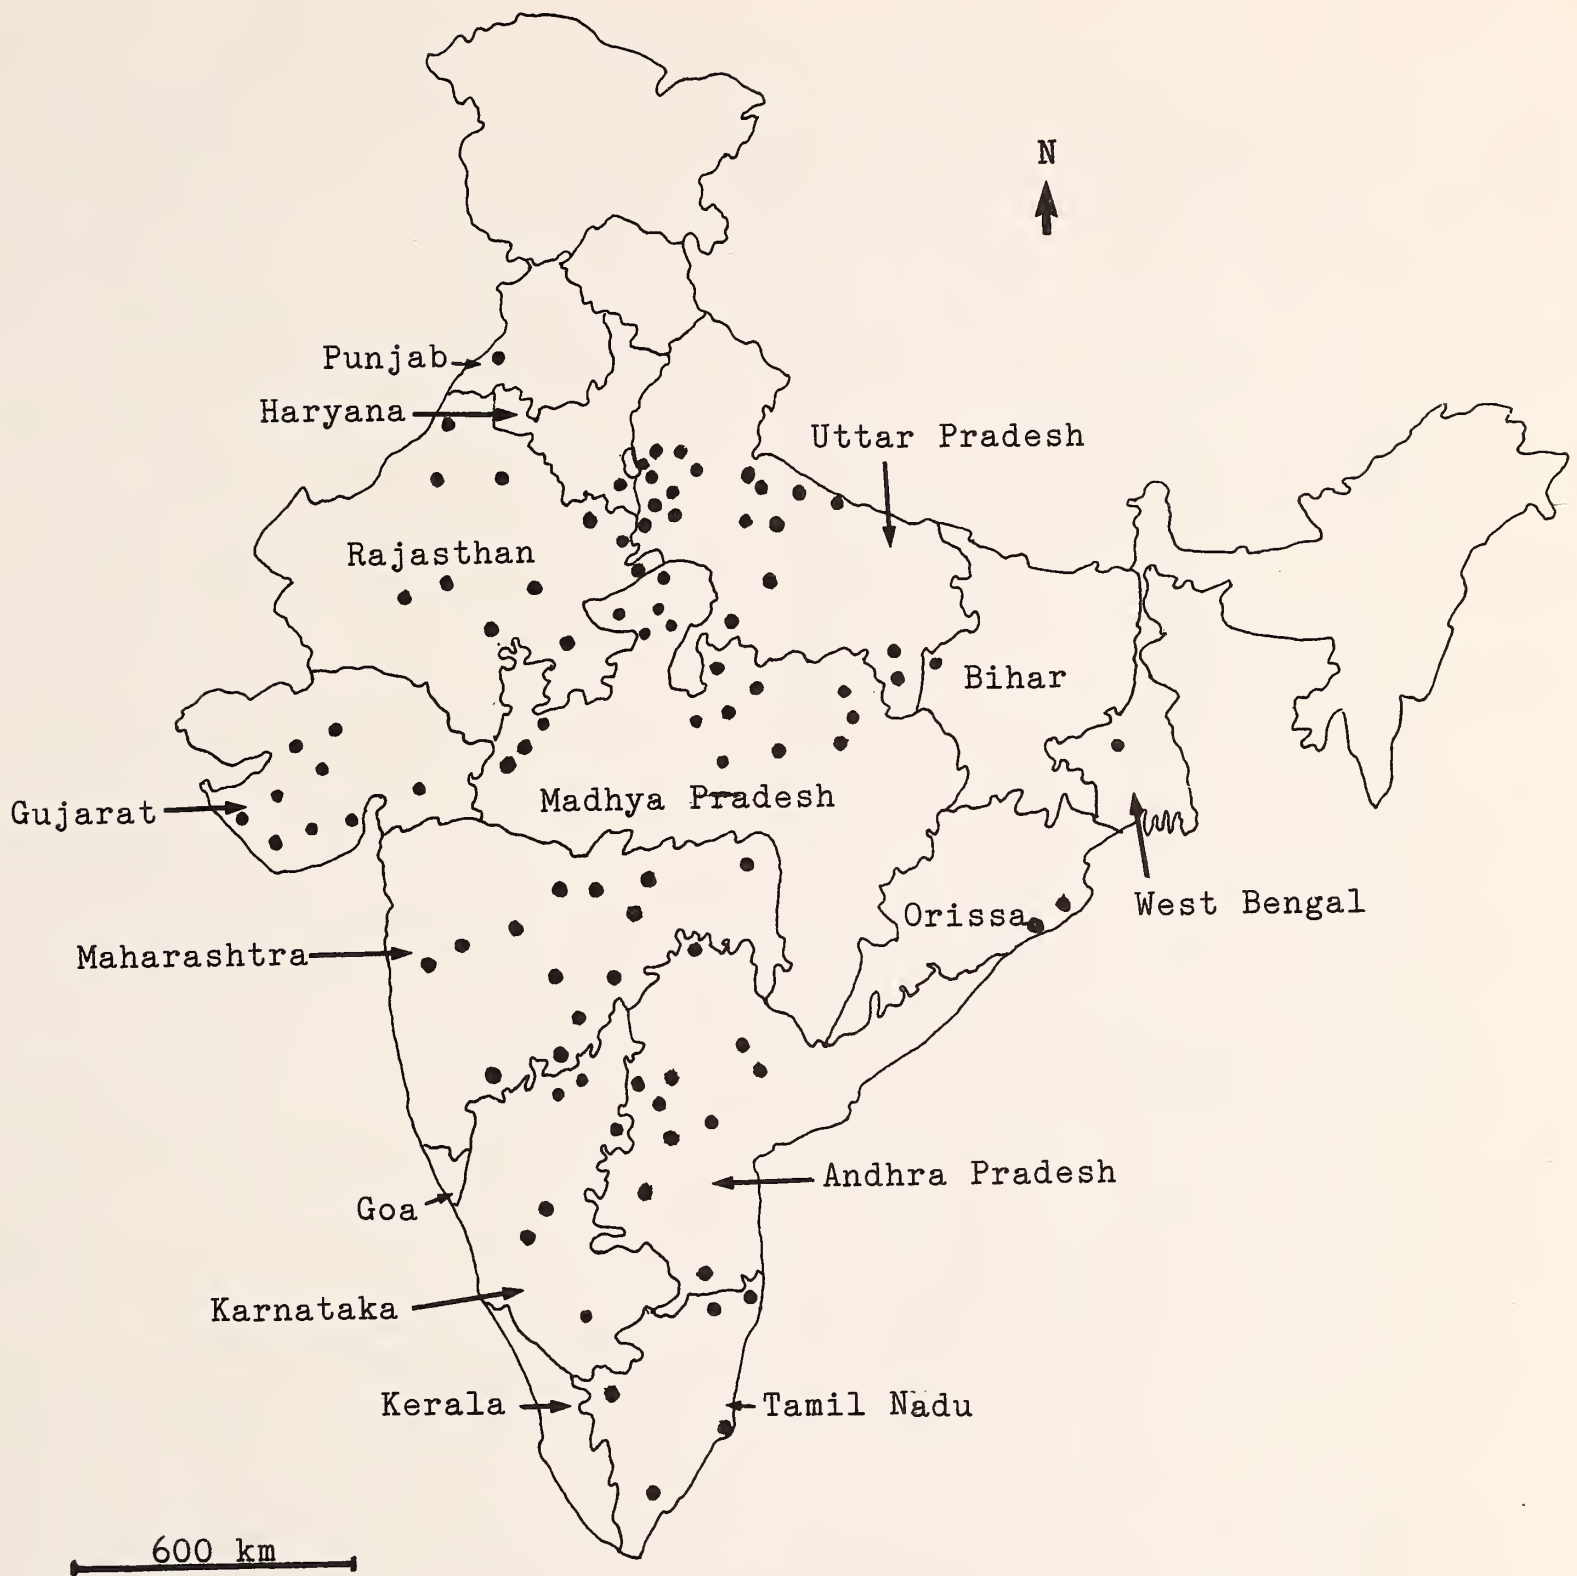 N
Punjab
Haryana
Uttar Pradesh
Rajasthan
Bihar
Gujarat
Madhya Pradesh
West Bengal
Orissa
Maharashtra
Andhra Pradesh
Goa
Karnataka
Kerala
Tamil Nadu
600 km